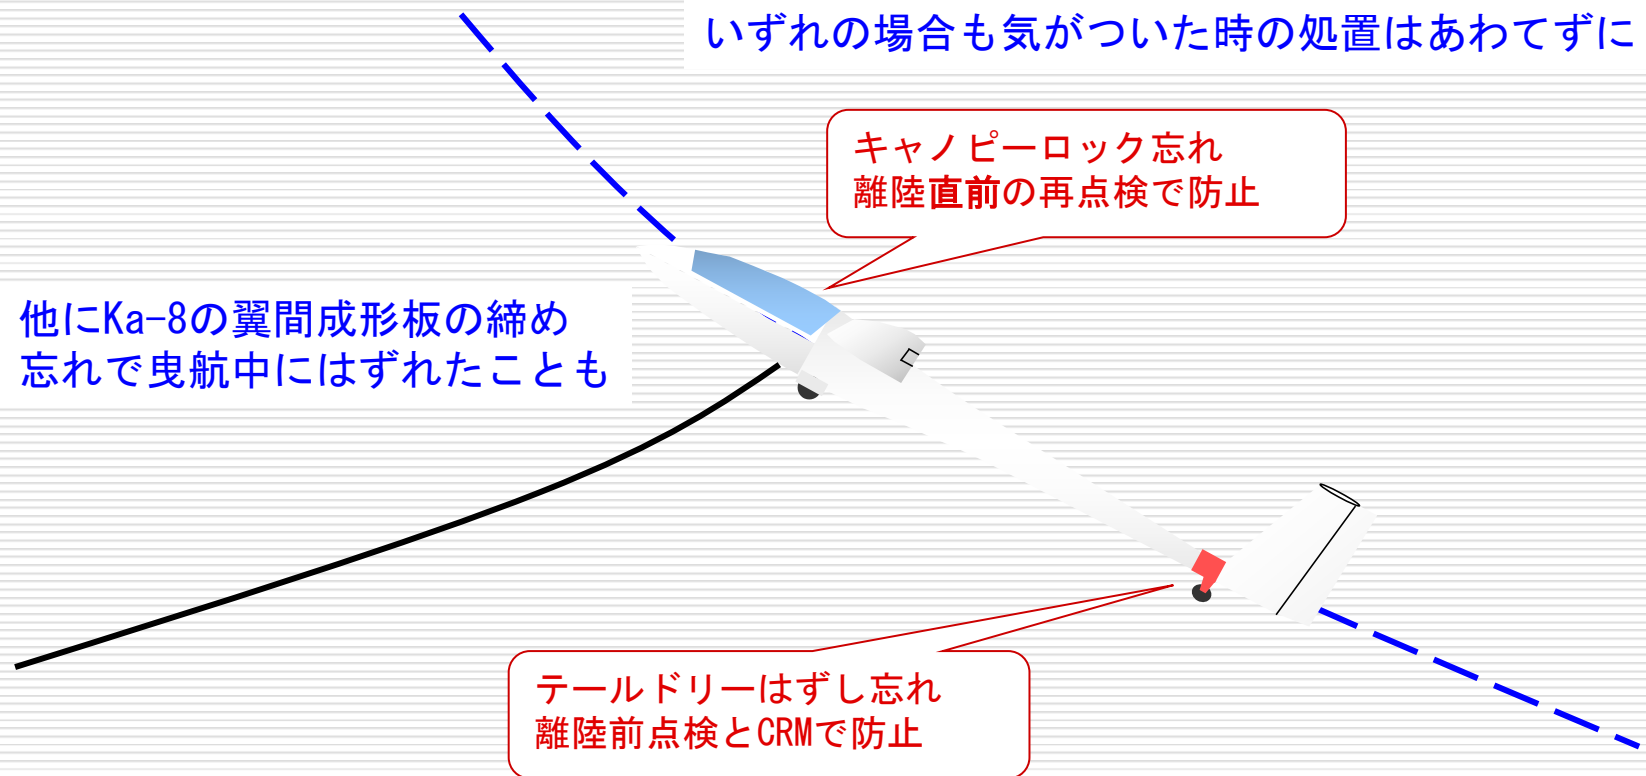 いずれの場合も気がついた時の処置はあわてずに
キャノピーロック忘れ
離陸直前の再点検で防止
他にKa-8の翼間成形板の締め
忘れで曳航中にはずれたことも
テールドリーはずし忘れ
離陸前点検とCRMで防止